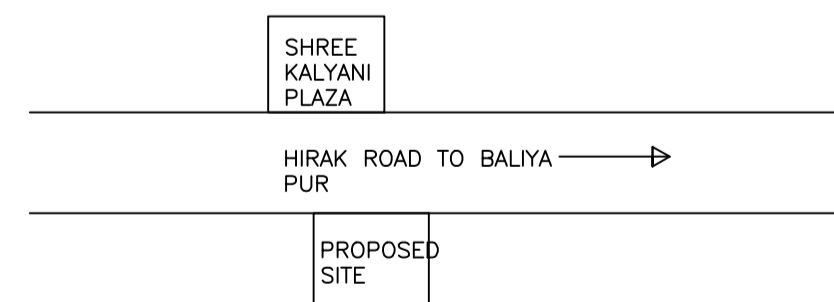 SHREE
KALYANI
PLAZA
HIRAK ROAD TO BALIYA
PUR
PROPOSED
SITE